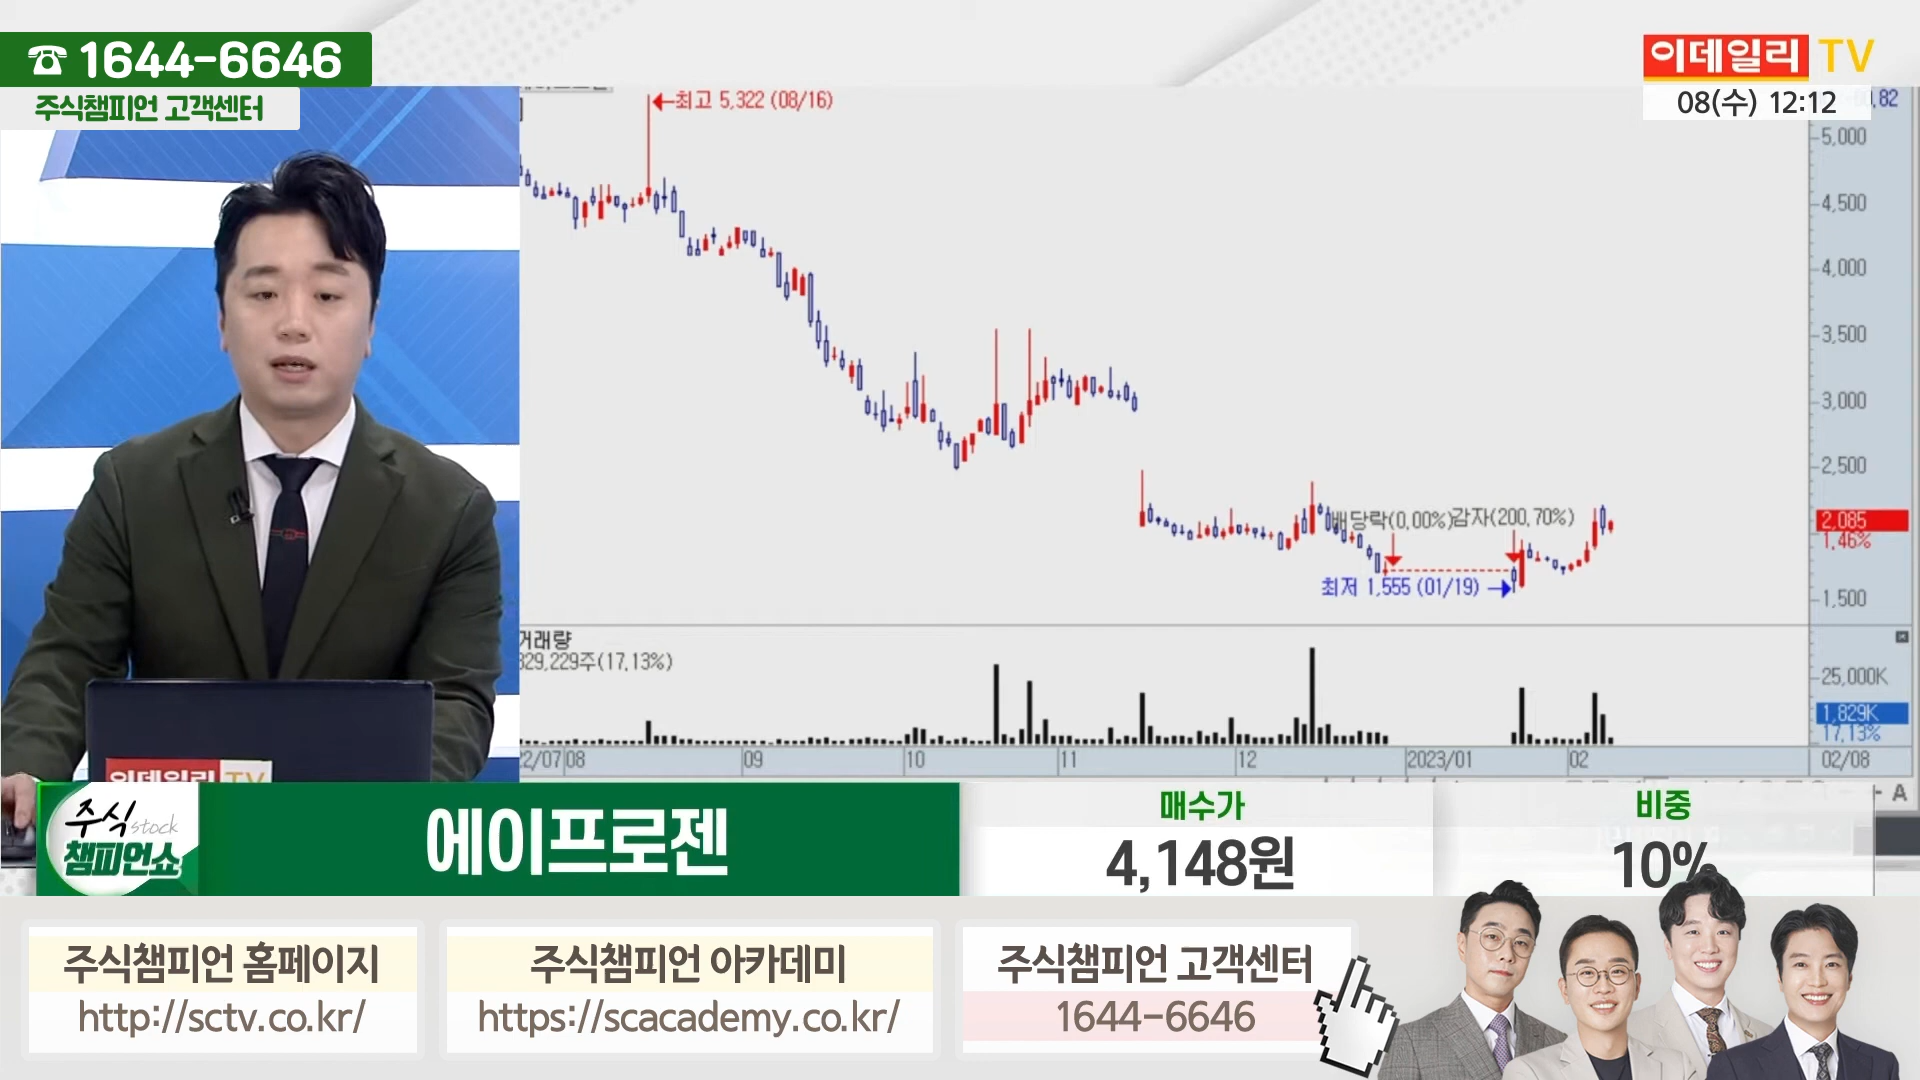 ☎ 1644-6646
주식챔피언 고객센터
이데일리 TV
08(수) 12:12
최고 5,322 (08/16)
5,000
4,500
4,000
3,500
3,000
2,500
2,085
1.46%
1,500
배당락(0.00%)
감자(200.70%)
최저 1,555 (01/19)
거래량
829,229주(17.13%)
25,000K
1,829K
17.13%
08
09
10
11
12
2023/01
02
02/08
A
이데일리 TV
주식 stock
챔피언쇼
에이프로젠
매수가
4,148원
비중
10%
주식챔피언 홈페이지
http://sctv.co.kr/
주식챔피언 아카데미
https://scacademy.co.kr/
주식챔피언 고객센터
1644-6646